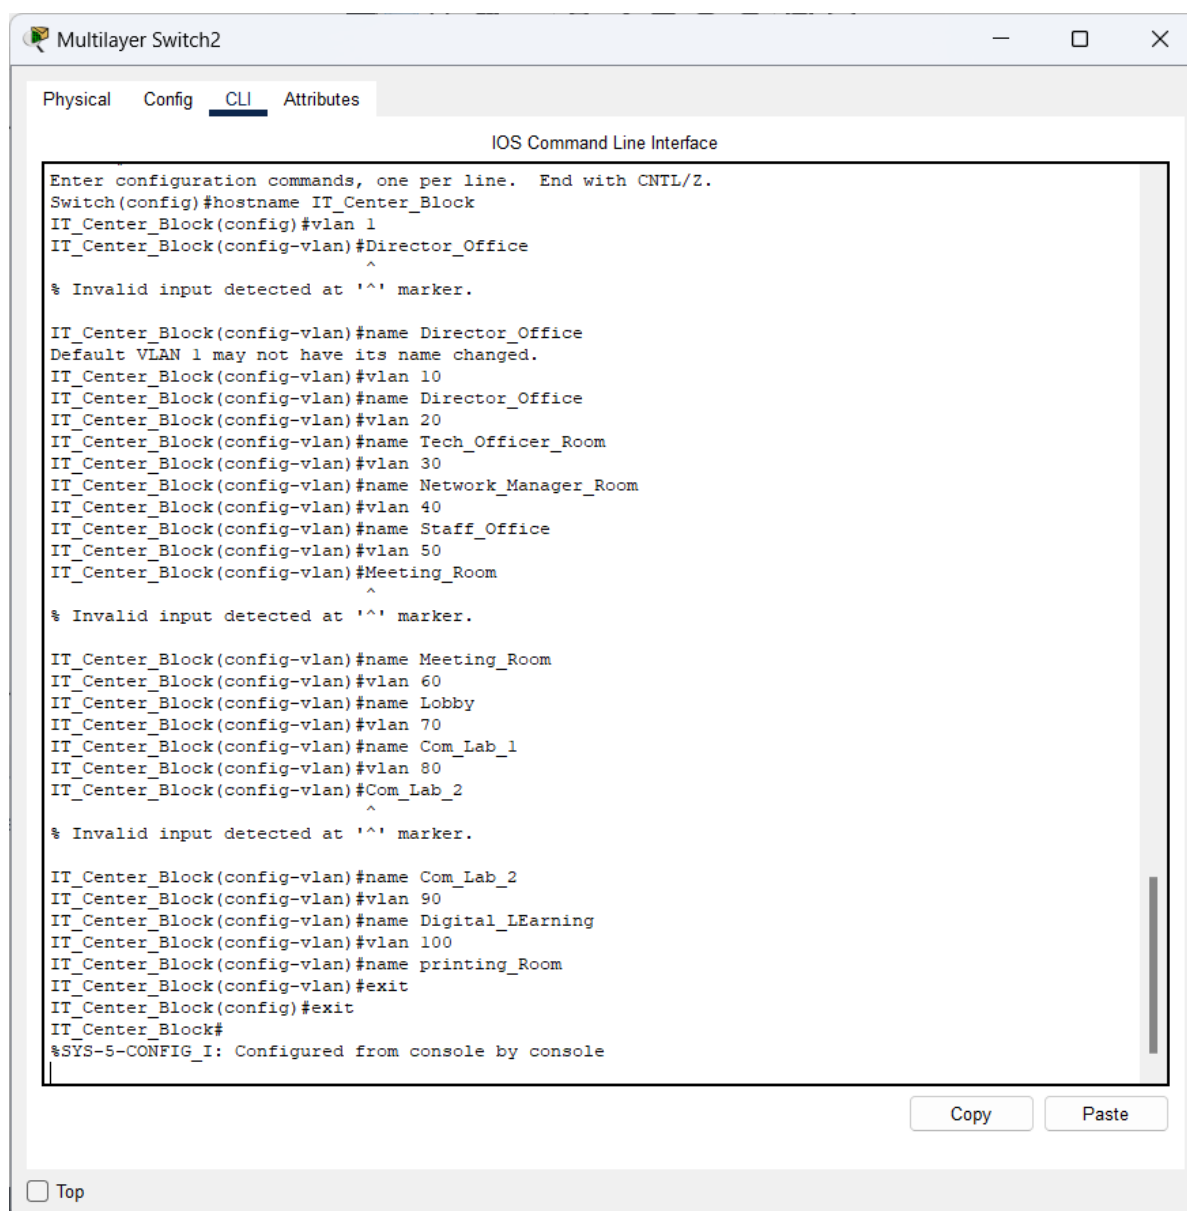 Multilayer Switch2
Physical Config CLI Attributes
IOS Command Line Interface
Enter configuration commands, one per line.  End with CNTL/Z.
Switch(config)#hostname IT_Center_Block
IT_Center_Block(config)#vlan 1
IT_Center_Block(config-vlan)#Director_Office
^
% Invalid input detected at '^' marker.
IT_Center_Block(config-vlan)#name Director_Office
Default VLAN 1 may not have its name changed.
IT_Center_Block(config-vlan)#vlan 10
IT_Center_Block(config-vlan)#name Director_Office
IT_Center_Block(config-vlan)#vlan 20
IT_Center_Block(config-vlan)#name Tech_Officer_Room
IT_Center_Block(config-vlan)#vlan 30
IT_Center_Block(config-vlan)#name Network_Manager_Room
IT_Center_Block(config-vlan)#vlan 40
IT_Center_Block(config-vlan)#name Staff_Office
IT_Center_Block(config-vlan)#vlan 50
IT_Center_Block(config-vlan)#Meeting_Room
^
% Invalid input detected at '^' marker.
IT_Center_Block(config-vlan)#name Meeting_Room
IT_Center_Block(config-vlan)#vlan 60
IT_Center_Block(config-vlan)#name Lobby
IT_Center_Block(config-vlan)#vlan 70
IT_Center_Block(config-vlan)#name Com_Lab_1
IT_Center_Block(config-vlan)#vlan 80
IT_Center_Block(config-vlan)#Com_Lab_2
^
% Invalid input detected at '^' marker.
IT_Center_Block(config-vlan)#name Com_Lab_2
IT_Center_Block(config-vlan)#vlan 90
IT_Center_Block(config-vlan)#name Digital_LEarning
IT_Center_Block(config-vlan)#vlan 100
IT_Center_Block(config-vlan)#name printing_Room
IT_Center_Block(config-vlan)#exit
IT_Center_Block(config)#exit
IT_Center_Block#
%SYS-5-CONFIG_I: Configured from console by console
Copy Paste
Top